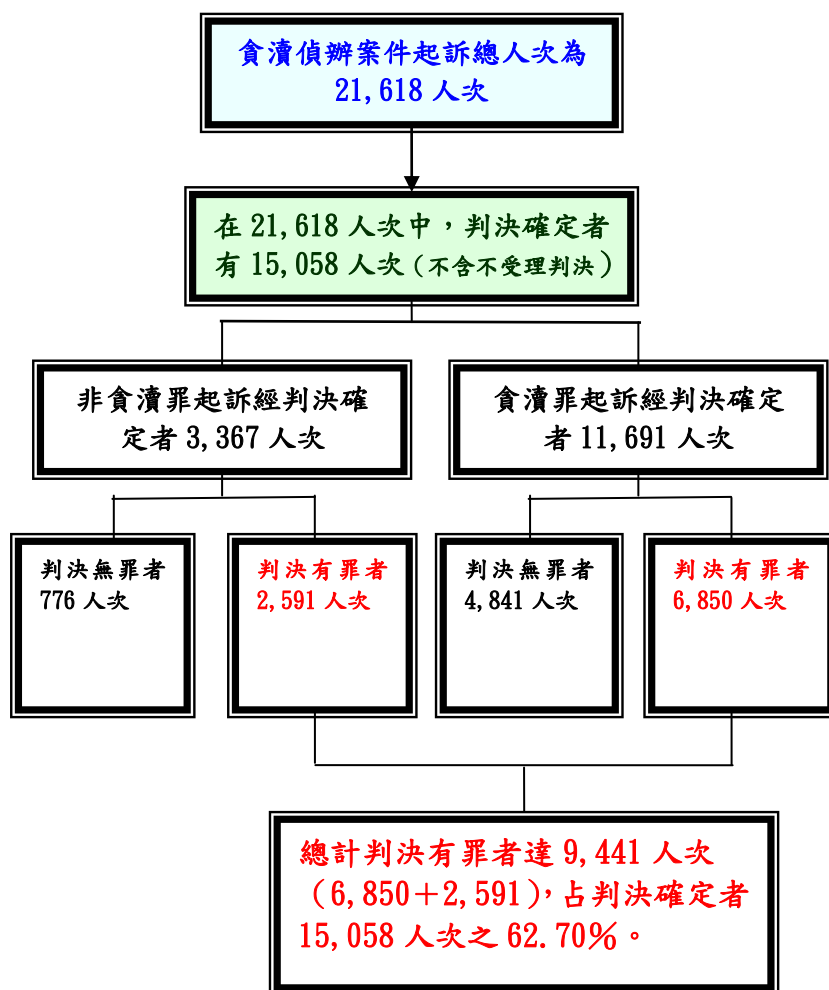 貪瀆偵辦案件起訴總人次為
21,618 人次
在 21,618 人次中，判決確定者
有 15,058 人次（不含不受理判決）
非貪瀆罪起訴經判決確
定者 3,367 人次
貪瀆罪起訴經判決確定
者 11,691 人次
判決無罪者
776 人次
判決有罪者
2,591 人次
判決無罪者
4,841 人次
判決有罪者
6,850 人次
總計判決有罪者達 9,441 人次
（6,850＋2,591），占判決確定者
15,058 人次之 62.70％。